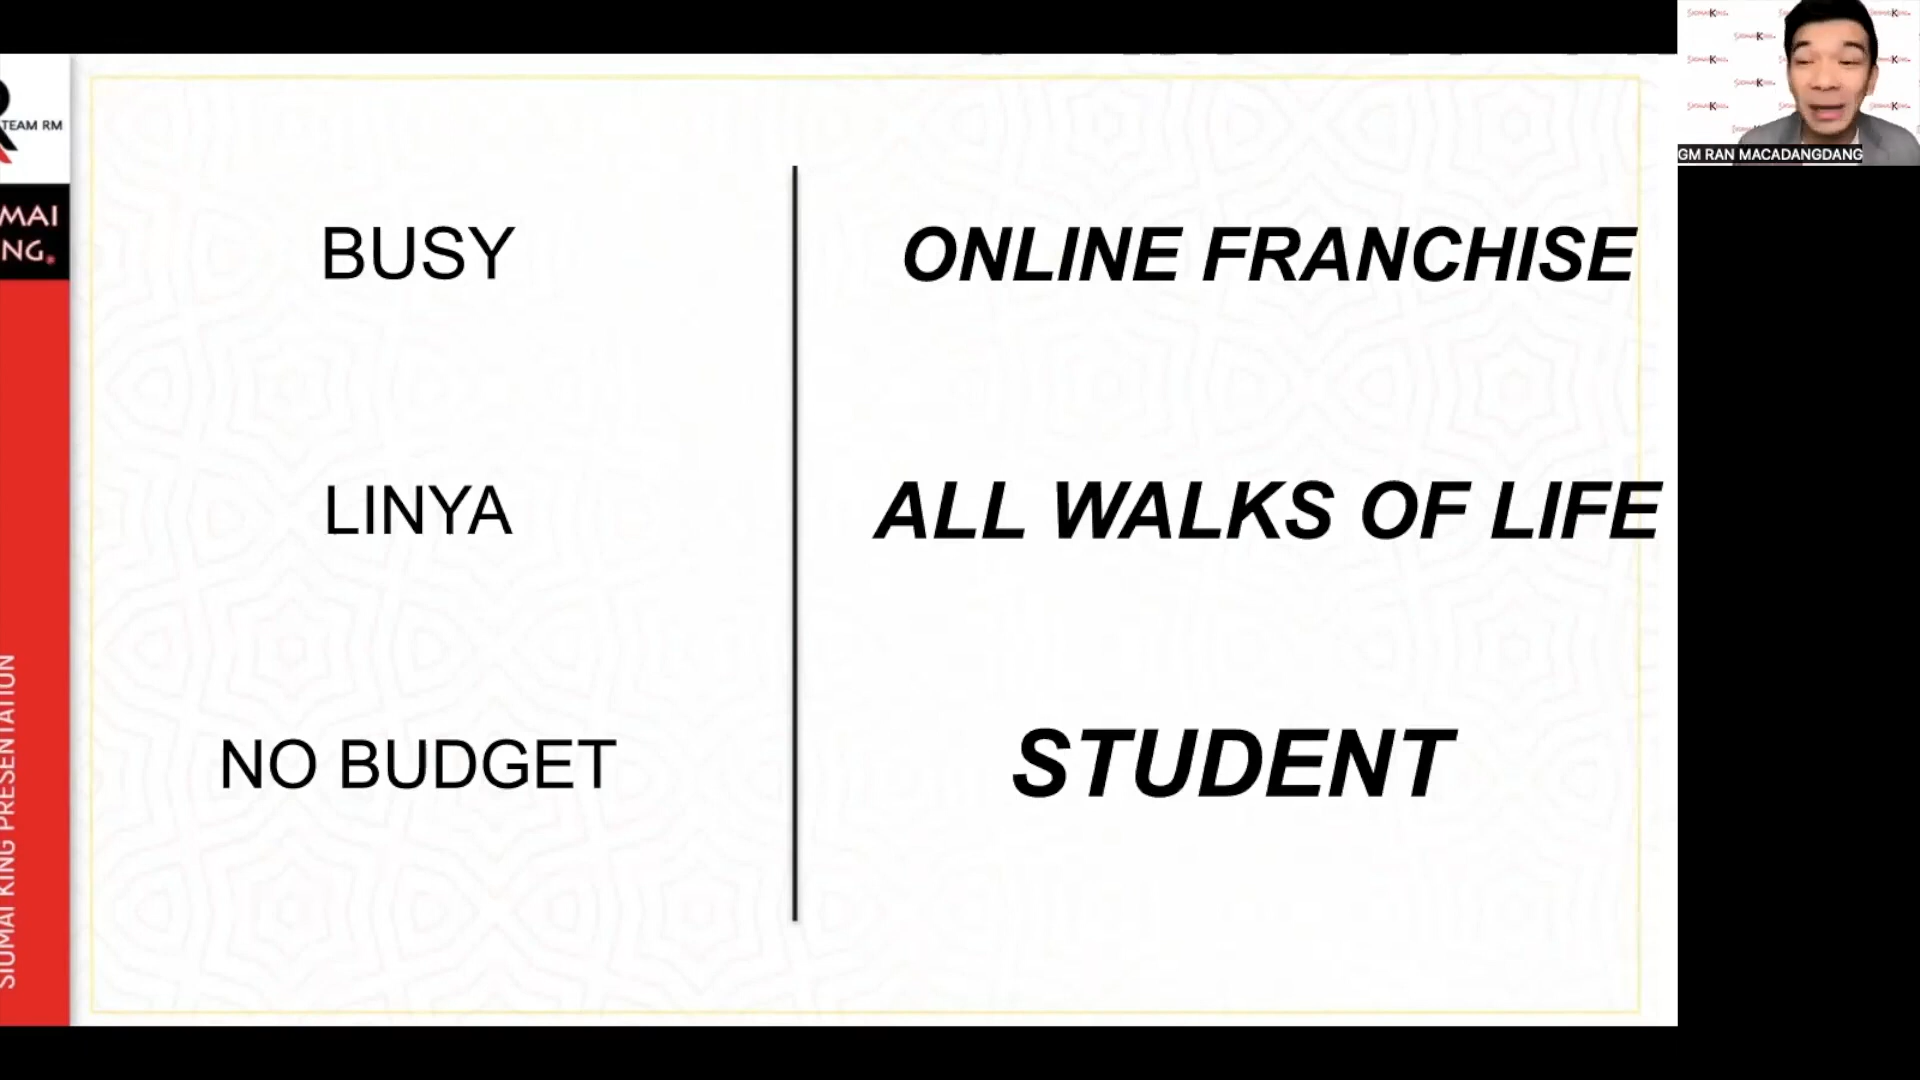 TEAM RM
MAI
NG.
SIOMAI KING PRESENTATION
BUSY
ONLINE FRANCHISE
LINYA
ALL WALKS OF LIFE
NO BUDGET
STUDENT
GM RAN MACADANGDANG